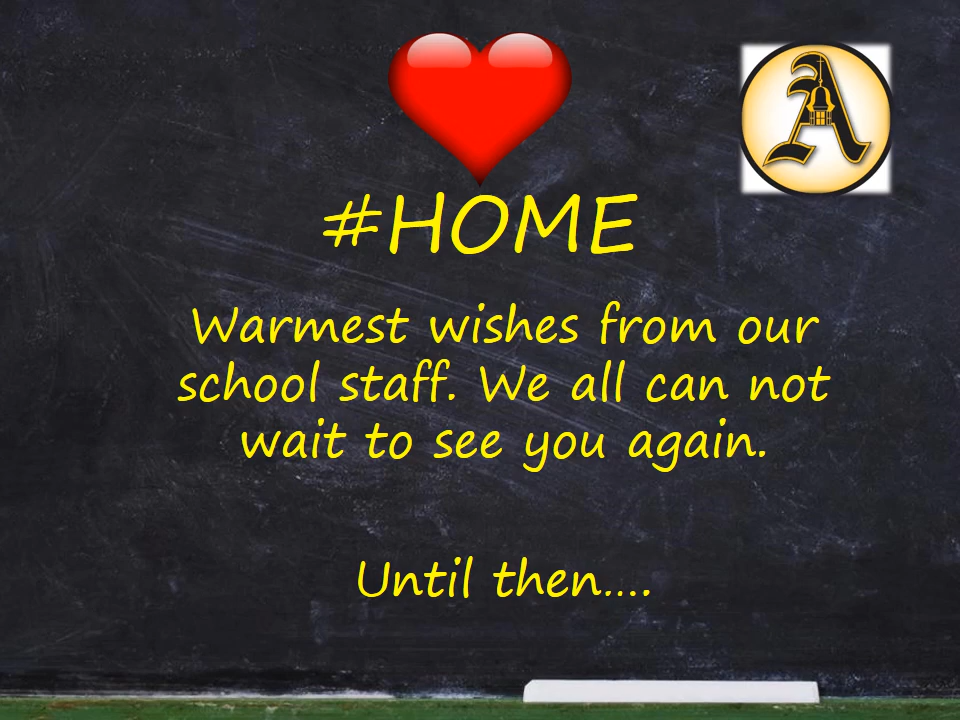 A
#HOME
Warmest wishes from our
school staff. We all can not
wait to see you again.
Until then....